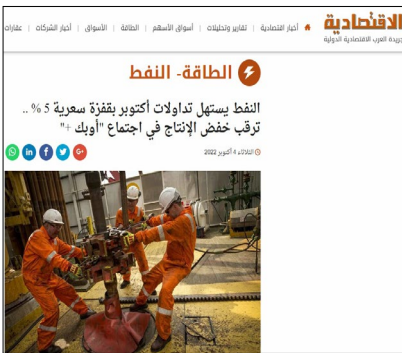 الاقتصادية
جريدة العرب الاقتصادية الدولية
أخبار اقتصادية | تقارير وتحليلات | أسواق الأسهم | الطاقة | الأسواق | أخبار الشركات | عقارات
الطاقة- النفط
النفط يستهل تداولات أكتوبر بقفزة سعرية 5 % ..
ترقب خفض الإنتاج في اجتماع "أوبك +"
الثلاثاء 4 أكتوبر 2022